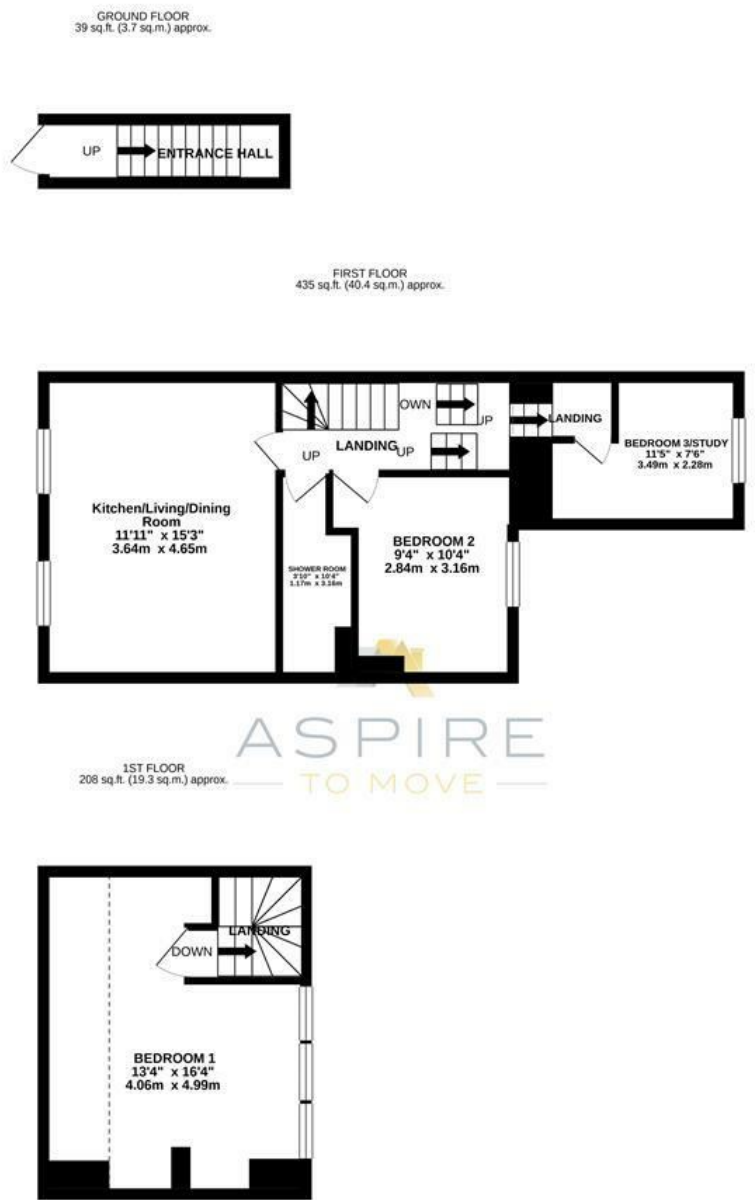 GROUND FLOOR
39 sq.ft. (3.7 sq.m.) approx.
UP
ENTRANCE HALL
FIRST FLOOR
435 sq.ft. (40.4 sq.m.) approx.
OWN
UP
LANDING
LANDING
UP
UP
BEDROOM 3/STUDY
11'5" x 7'6"
3.49m x 2.28m
Kitchen/Living/Dining
Room
11'11" x 15'3"
3.64m x 4.65m
BEDROOM 2
9'4" x 10'4"
2.84m x 3.16m
SHOWER ROOM
3'10" x 10'4"
1.17m x 3.16m
ASPIRE
TO MOVE
1ST FLOOR
208 sq.ft. (19.3 sq.m.) approx.
LANDING
DOWN
BEDROOM 1
13'4" x 16'4"
4.06m x 4.99m